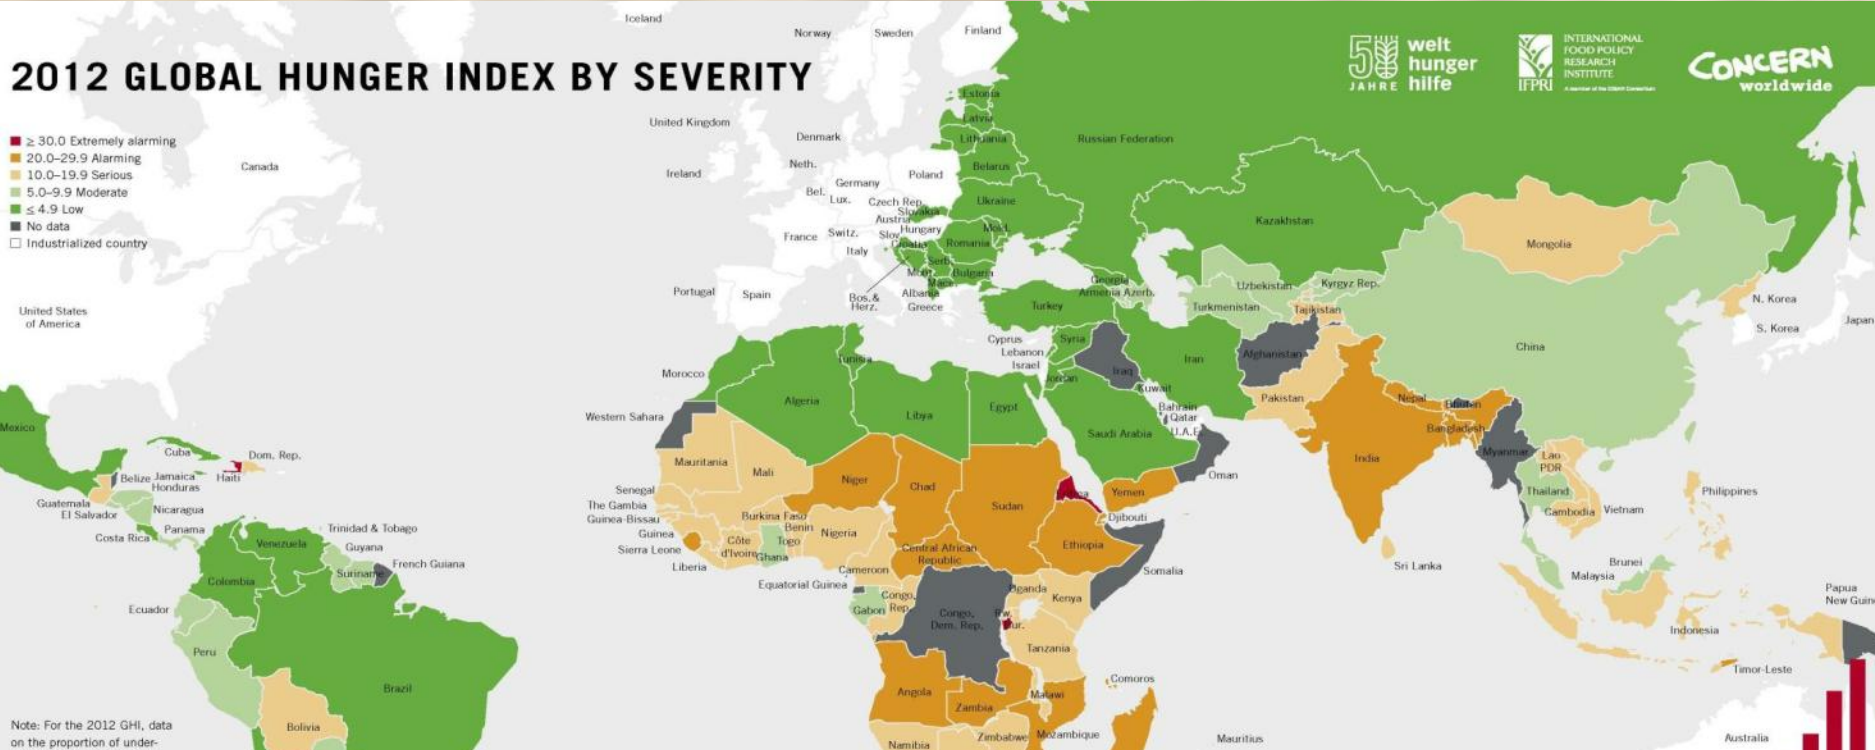 2012 GLOBAL HUNGER INDEX BY SEVERITY
≥ 30.0 Extremely alarming
20.0–29.9 Alarming
10.0–19.9 Serious
5.0–9.9 Moderate
≤ 4.9 Low
No data
Industrialized country
50 JAHRE
welt
hunger
hilfe
IFPRI
INTERNATIONAL
FOOD POLICY
RESEARCH
INSTITUTE
CONCERN
worldwide
Iceland
Norway
Sweden
Finland
Estonia
Latvia
Lithuania
United Kingdom
Denmark
Russian Federation
Canada
Ireland
Neth.
Belarus
Poland
Germany
Bel.
Lux.
Czech Rep.
Ukraine
Slovakia
Austria
Kazakhstan
France
Switz.
Slov.
Hungary
Mold.
Croatia
Romania
Italy
Mongolia
Serb.
Mont.
Bulgaria
Mace.
Georgia
Portugal
Spain
Bos.&
Herz.
Albania
Greece
Armenia
Azerb.
Turkey
Uzbekistan
Kyrgyz Rep.
Turkmenistan
Tajikistan
N. Korea
S. Korea
Japan
United States
of America
Cyprus
Lebanon
Israel
Syria
China
Tunisia
Iran
Afghanistan
Iraq
Morocco
Jordan
Kuwait
Algeria
Libya
Egypt
Bahrain
Qatar
U.A.E.
Pakistan
Nepal
Bhutan
Western Sahara
Saudi Arabia
Bangladesh
Mexico
Cuba
Dom. Rep.
Myanmar
Lao
PDR
India
Mauritania
Mali
Oman
Belize
Jamaica
Haiti
Honduras
Niger
Chad
Yemen
Thailand
Philippines
Senegal
The Gambia
Guinea-Bissau
Guatemala
El Salvador
Nicaragua
Sudan
Djibouti
Cambodia
Vietnam
Burkina Faso
Benin
Togo
Nigeria
Costa Rica
Panama
Trinidad & Tobago
Guinea
Sierra Leone
Côte
d'Ivoire
Ghana
Venezuela
Guyana
Central African
Republic
Ethiopia
Liberia
Suriname
French Guiana
Cameroon
Somalia
Sri Lanka
Brunei
Malaysia
Colombia
Equatorial Guinea
Uganda
Kenya
Congo,
Rep.
Gabon
Papua
New Guin
Ecuador
Congo,
Dem. Rep.
Rw.
Bur.
Indonesia
Peru
Tanzania
Timor-Leste
Brazil
Angola
Malawi
Comoros
Zambia
Note: For the 2012 GHI, data
on the proportion of under-
Bolivia
Zimbabwe
Mozambique
Mauritius
Australia
Namibia